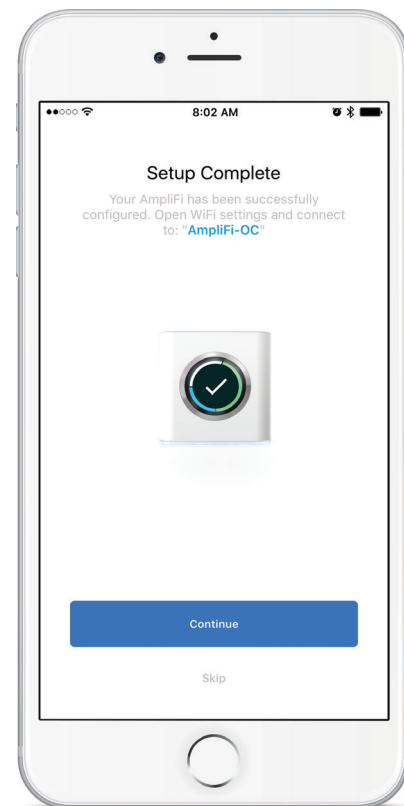 8:02 AM
Setup Complete
Your AmpliFi has been successfully
configured. Open WiFi settings and connect
to: "AmpliFi-OC"
Continue
Skip